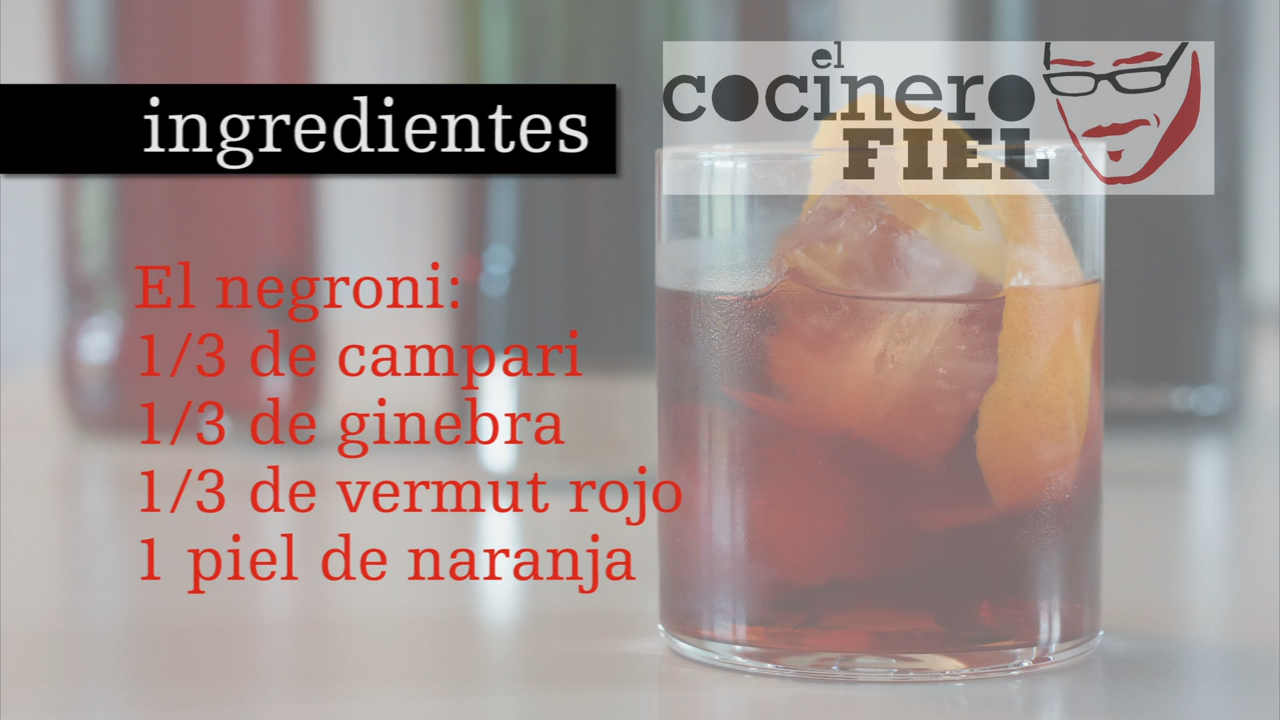 el
cocinero
FIEL
ingredientes
El negroni:
1/3 de campari
1/3 de ginebra
1/3 de vermut rojo
1 piel de naranja